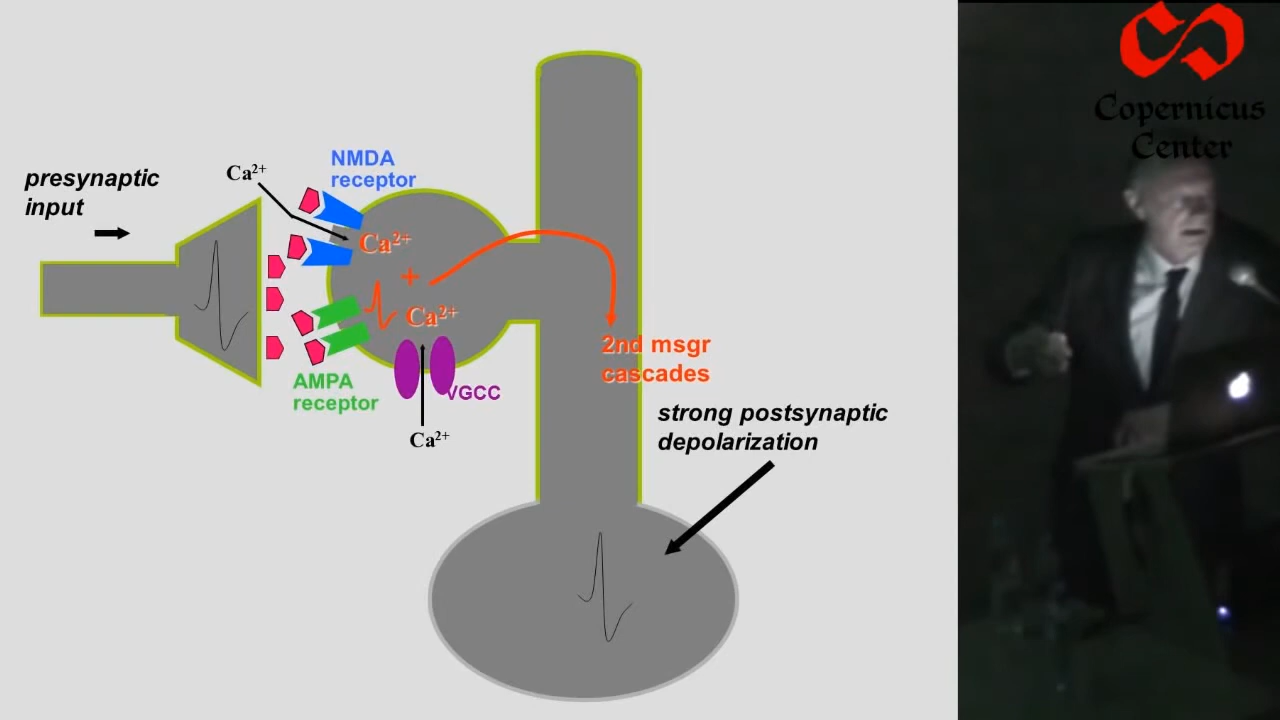 presynaptic
input
Ca²⁺
NMDA
receptor
Ca²⁺
+
Ca²⁺
AMPA
receptor
VGCC
Ca²⁺
2nd msgr
cascades
strong postsynaptic
depolarization
Copernicus
Center